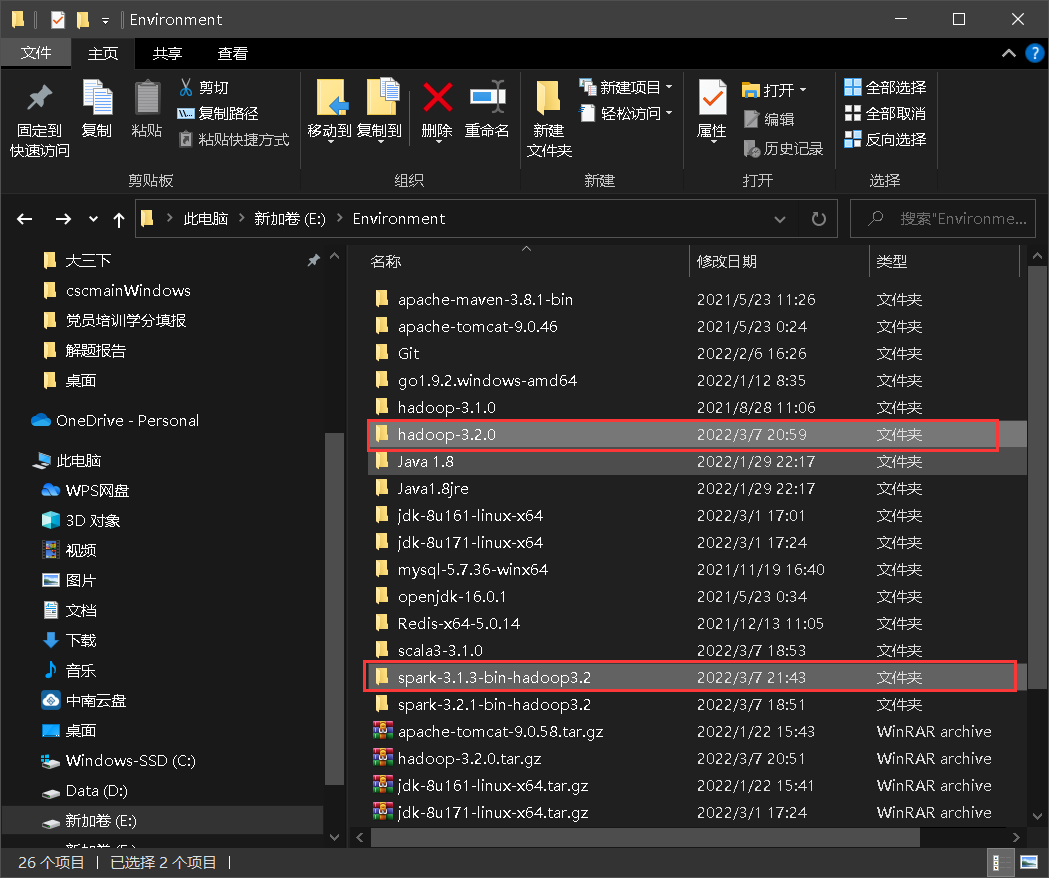 Environment
文件 主页 共享 查看
固定到快速访问 复制 粘贴 剪切 复制路径 粘贴快捷方式
移动到 复制到 删除 重命名
新建文件夹 新建项目 轻松访问
属性 打开 编辑 历史记录
全部选择 全部取消 反向选择
剪贴板 组织 新建 打开 选择
此电脑 新加卷 (E:) Environment 搜索"Environme...
大三下
cscmainWindows
党员培训学分填报
解题报告
桌面
OneDrive - Personal
此电脑
WPS网盘
3D 对象
视频
图片
文档
下载
音乐
中南云盘
桌面
Windows-SSD (C:)
Data (D:)
新加卷 (E:)
名称 修改日期 类型
apache-maven-3.8.1-bin 2021/5/23 11:26 文件夹
apache-tomcat-9.0.46 2021/5/23 0:24 文件夹
Git 2022/2/6 16:26 文件夹
go1.9.2.windows-amd64 2022/1/12 8:35 文件夹
hadoop-3.1.0 2021/8/28 11:06 文件夹
hadoop-3.2.0 2022/3/7 20:59 文件夹
Java 1.8 2022/1/29 22:17 文件夹
Java1.8jre 2022/1/29 22:17 文件夹
jdk-8u161-linux-x64 2022/3/1 17:01 文件夹
jdk-8u171-linux-x64 2022/3/1 17:24 文件夹
mysql-5.7.36-winx64 2021/11/19 16:40 文件夹
openjdk-16.0.1 2021/5/23 0:34 文件夹
Redis-x64-5.0.14 2021/12/13 11:05 文件夹
scala3-3.1.0 2022/3/7 18:53 文件夹
spark-3.1.3-bin-hadoop3.2 2022/3/7 21:43 文件夹
spark-3.2.1-bin-hadoop3.2 2022/3/7 18:51 文件夹
apache-tomcat-9.0.58.tar.gz 2022/1/22 15:43 WinRAR archive
hadoop-3.2.0.tar.gz 2022/3/7 20:51 WinRAR archive
jdk-8u161-linux-x64.tar.gz 2022/1/22 15:41 WinRAR archive
jdk-8u171-linux-x64.tar.gz 2022/3/1 17:24 WinRAR archive
26 个项目 已选择 2 个项目